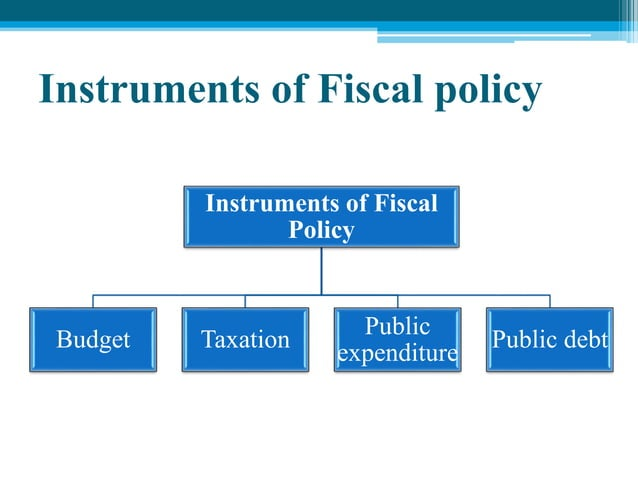 Instruments of Fiscal policy
Instruments of Fiscal
Policy
Budget
Taxation
Public
expenditure
Public debt